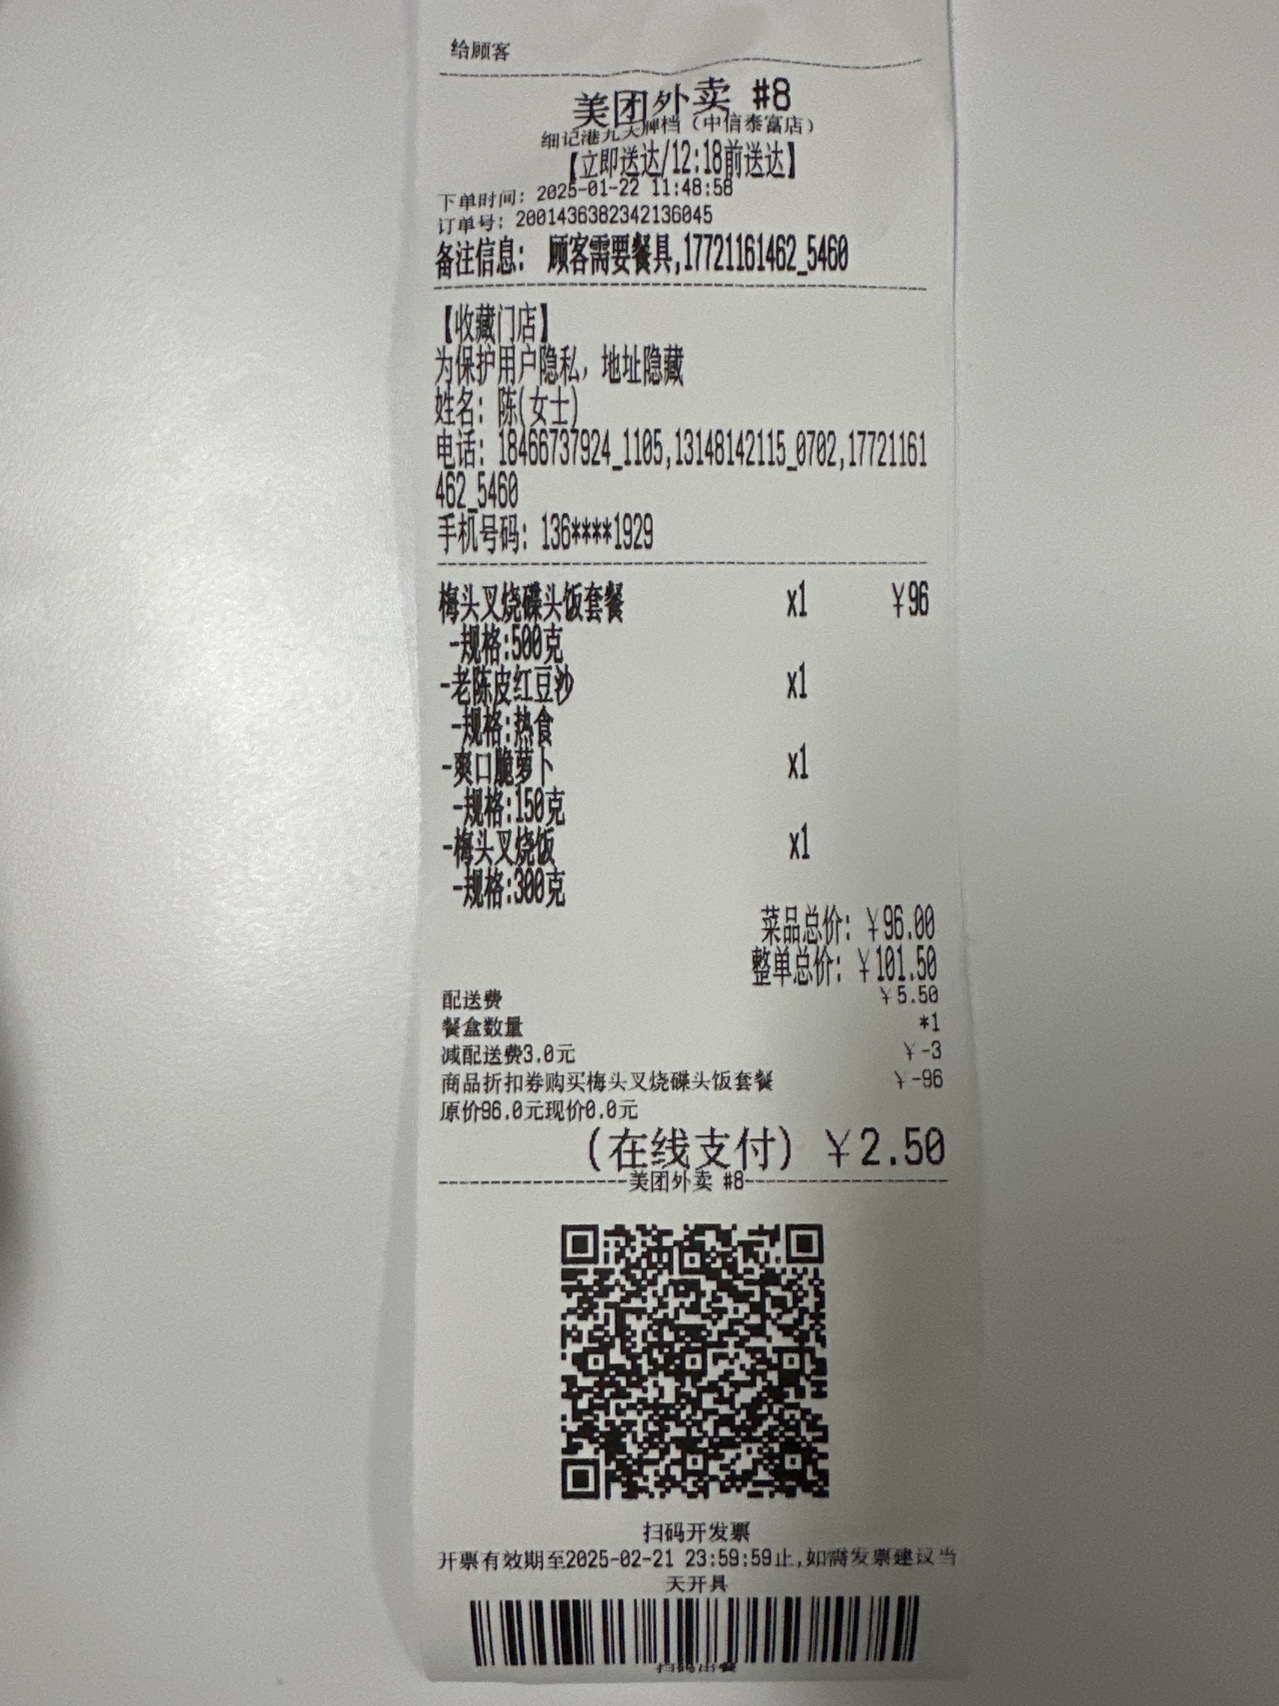 给顾客
美团外卖 #8
细记港九大牌档（中信泰富店）
【立即送达/12:18前送达】
下单时间: 2025-01-22 11:48:58
订单号: 2001436382342136045
备注信息: 顾客需要餐具,17721161462_5460
【收藏门店】
为保护用户隐私，地址隐藏
姓名: 陈(女士)
电话: 18466737924_1105,13148142115_0702,17721161
462_5460
手机号码: 136****1929
梅头叉烧碟头饭套餐 x1 ￥96
-规格:500克
-老陈皮红豆沙 x1
-规格:热食
-爽口脆萝卜 x1
-规格:150克
-梅头叉烧饭 x1
-规格:300克
菜品总价: ￥96.00
整单总价: ￥101.50
配送费 ￥5.50
餐盒数量 *1
减配送费3.0元 ￥-3
商品折扣券购买梅头叉烧碟头饭套餐 ￥-96
原价96.0元现价0.0元
(在线支付) ￥2.50
美团外卖 #8
扫码开发票
开票有效期至2025-02-21 23:59:59止,如需发票建议当
天开具